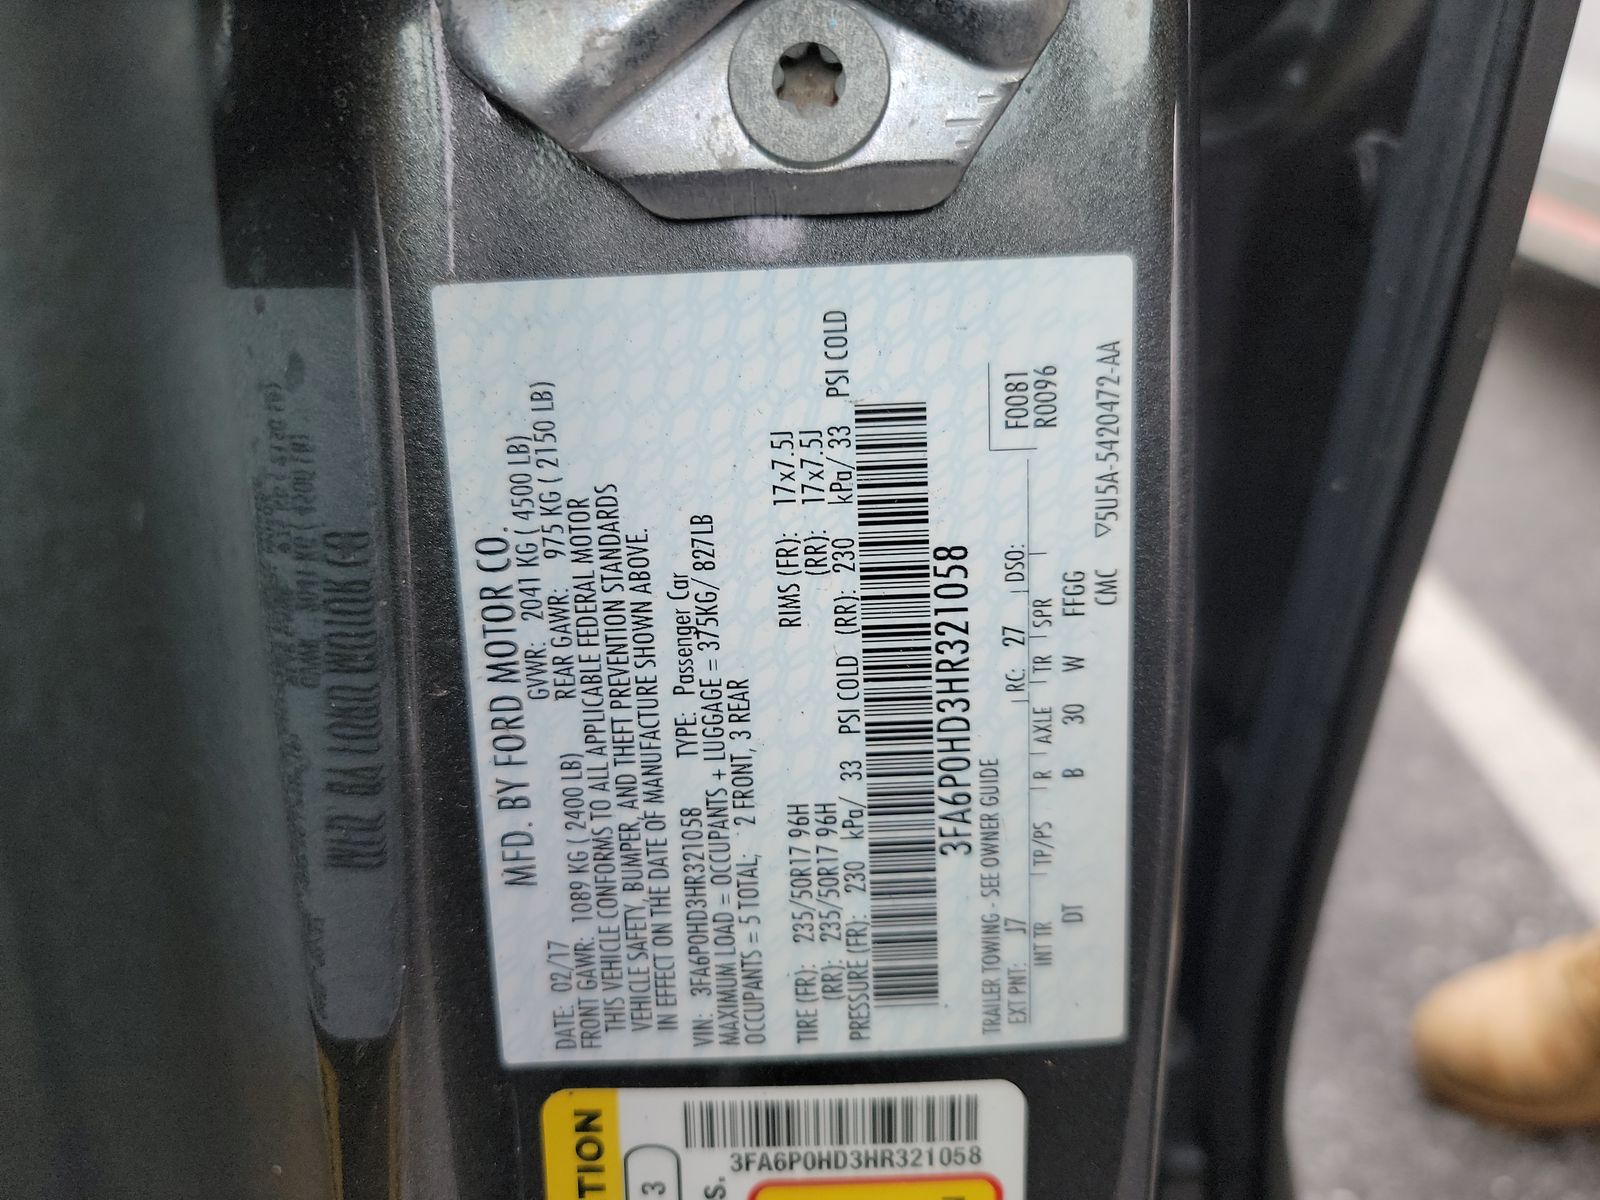 MFD. BY FORD MOTOR CO.
DATE: 02/17 GVWR: 2041 KG ( 4500 LB)
FRONT GAWR: 1089 KG ( 2400 LB) REAR GAWR: 975 KG ( 2150 LB)
THIS VEHICLE CONFORMS TO ALL APPLICABLE FEDERAL MOTOR
VEHICLE SAFETY, BUMPER, AND THEFT PREVENTION STANDARDS
IN EFFECT ON THE DATE OF MANUFACTURE SHOWN ABOVE.
VIN: 3FA6P0HD3HR321058 TYPE: Passenger Car
MAXIMUM LOAD = OCCUPANTS + LUGGAGE = 375KG/ 827LB
OCCUPANTS = 5 TOTAL, 2 FRONT, 3 REAR
TIRE (FR): 235/50R17 96H RIMS (FR): 17x7.5J
(RR): 235/50R17 96H (RR): 17x7.5J
PRESSURE (FR): 230 kPa/ 33 PSI COLD (RR): 230 kPa/ 33 PSI COLD
3FA6P0HD3HR321058
TRAILER TOWING - SEE OWNER GUIDE
EXT PNT: J7 RC: 27 DSO:
F0081
R0096
INT TR TP/PS R AXLE TR SPR
DT B 30 W FFGG
CMC ▽5U5A-5420472-AA
TION
3
S.
3FA6P0HD3HR321058